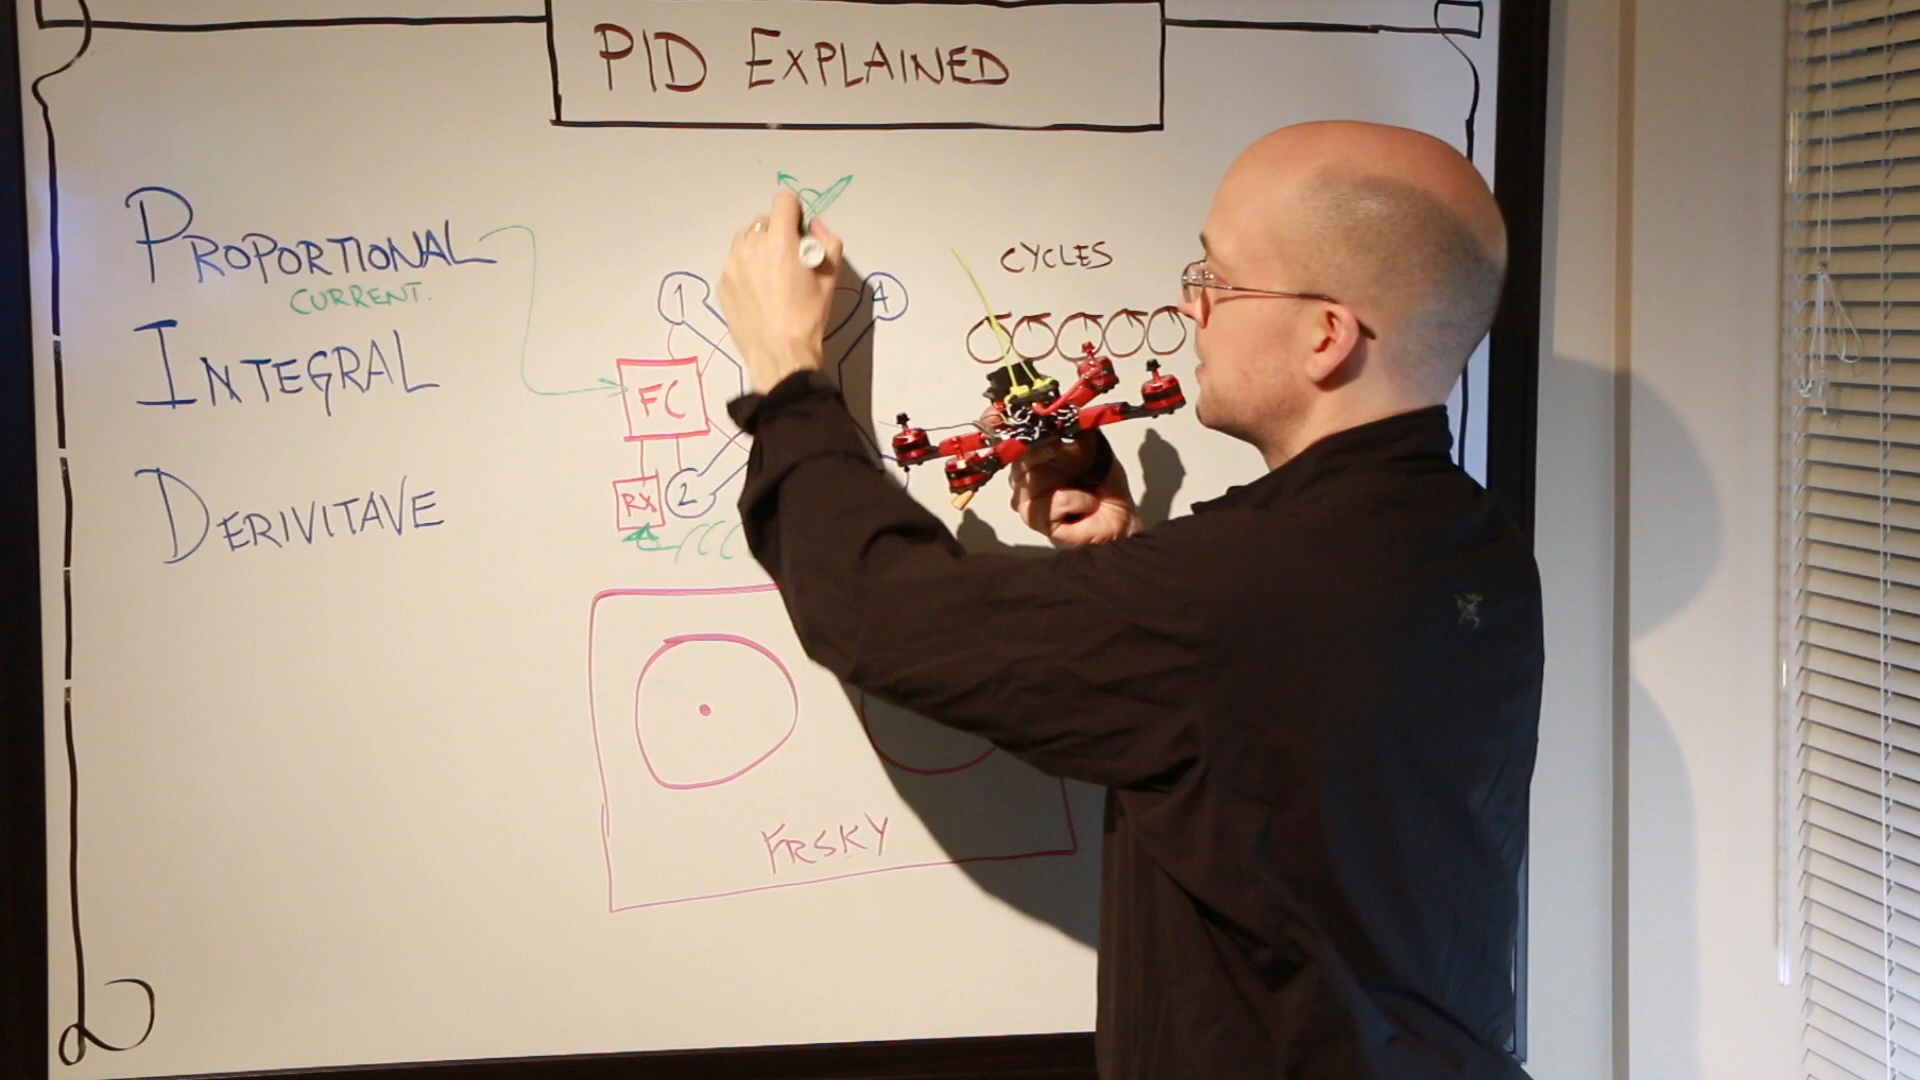 PID EXPLAINED
PROPORTIONAL
CURRENT.
INTEGRAL
DERIVITAVE
CYCLES
1
4
FC
RX
2
FRSKY